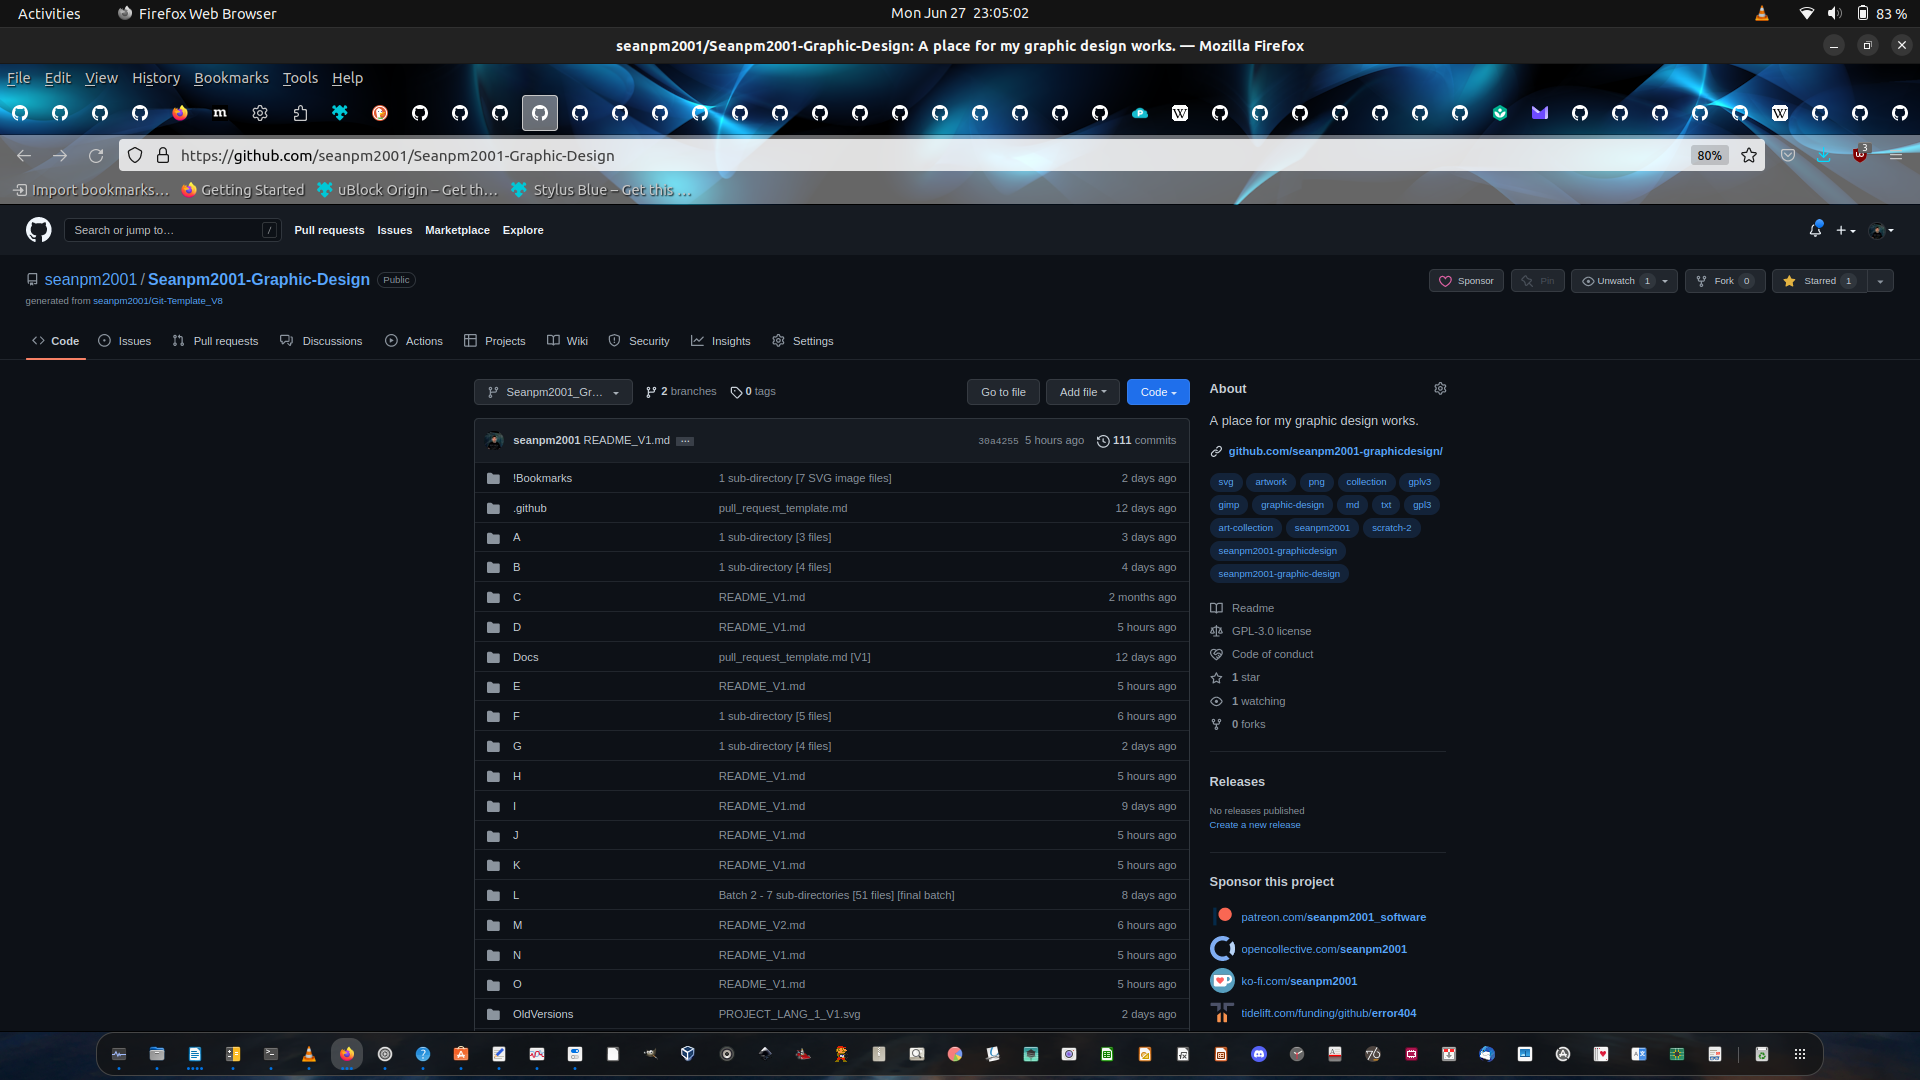 Activities
Firefox Web Browser
Mon Jun 27 23:05:02
83 %
seanpm2001/Seanpm2001-Graphic-Design: A place for my graphic design works. — Mozilla Firefox
File Edit View History Bookmarks Tools Help
https://github.com/seanpm2001/Seanpm2001-Graphic-Design
80%
3
Import bookmarks… Getting Started uBlock Origin – Get th… Stylus Blue – Get this …
Search or jump to… /
Pull requests Issues Marketplace Explore
seanpm2001 / Seanpm2001-Graphic-Design Public
Sponsor Pin Unwatch 1 Fork 0 Starred 1
generated from seanpm2001/Git-Template_V8
Code Issues Pull requests Discussions Actions Projects Wiki Security Insights Settings
Seanpm2001_Gr… 2 branches 0 tags
Go to file Add file Code
seanpm2001 README_V1.md … 30a4255 5 hours ago 111 commits
!Bookmarks 1 sub-directory [7 SVG image files] 2 days ago
.github pull_request_template.md 12 days ago
A 1 sub-directory [3 files] 3 days ago
B 1 sub-directory [4 files] 4 days ago
C README_V1.md 2 months ago
D README_V1.md 5 hours ago
Docs pull_request_template.md [V1] 12 days ago
E README_V1.md 5 hours ago
F 1 sub-directory [5 files] 6 hours ago
G 1 sub-directory [4 files] 2 days ago
H README_V1.md 5 hours ago
I README_V1.md 9 days ago
J README_V1.md 5 hours ago
K README_V1.md 5 hours ago
L Batch 2 - 7 sub-directories [51 files] [final batch] 8 days ago
M README_V2.md 6 hours ago
N README_V1.md 5 hours ago
O README_V1.md 5 hours ago
OldVersions PROJECT_LANG_1_V1.svg 2 days ago
About
A place for my graphic design works.
github.com/seanpm2001-graphicdesign/
svg artwork png collection gplv3
gimp graphic-design md txt gpl3
art-collection seanpm2001 scratch-2
seanpm2001-graphicdesign
seanpm2001-graphic-design
Readme
GPL-3.0 license
Code of conduct
1 star
1 watching
0 forks
Releases
No releases published
Create a new release
Sponsor this project
patreon.com/seanpm2001_software
opencollective.com/seanpm2001
ko-fi.com/seanpm2001
tidelift.com/funding/github/error404